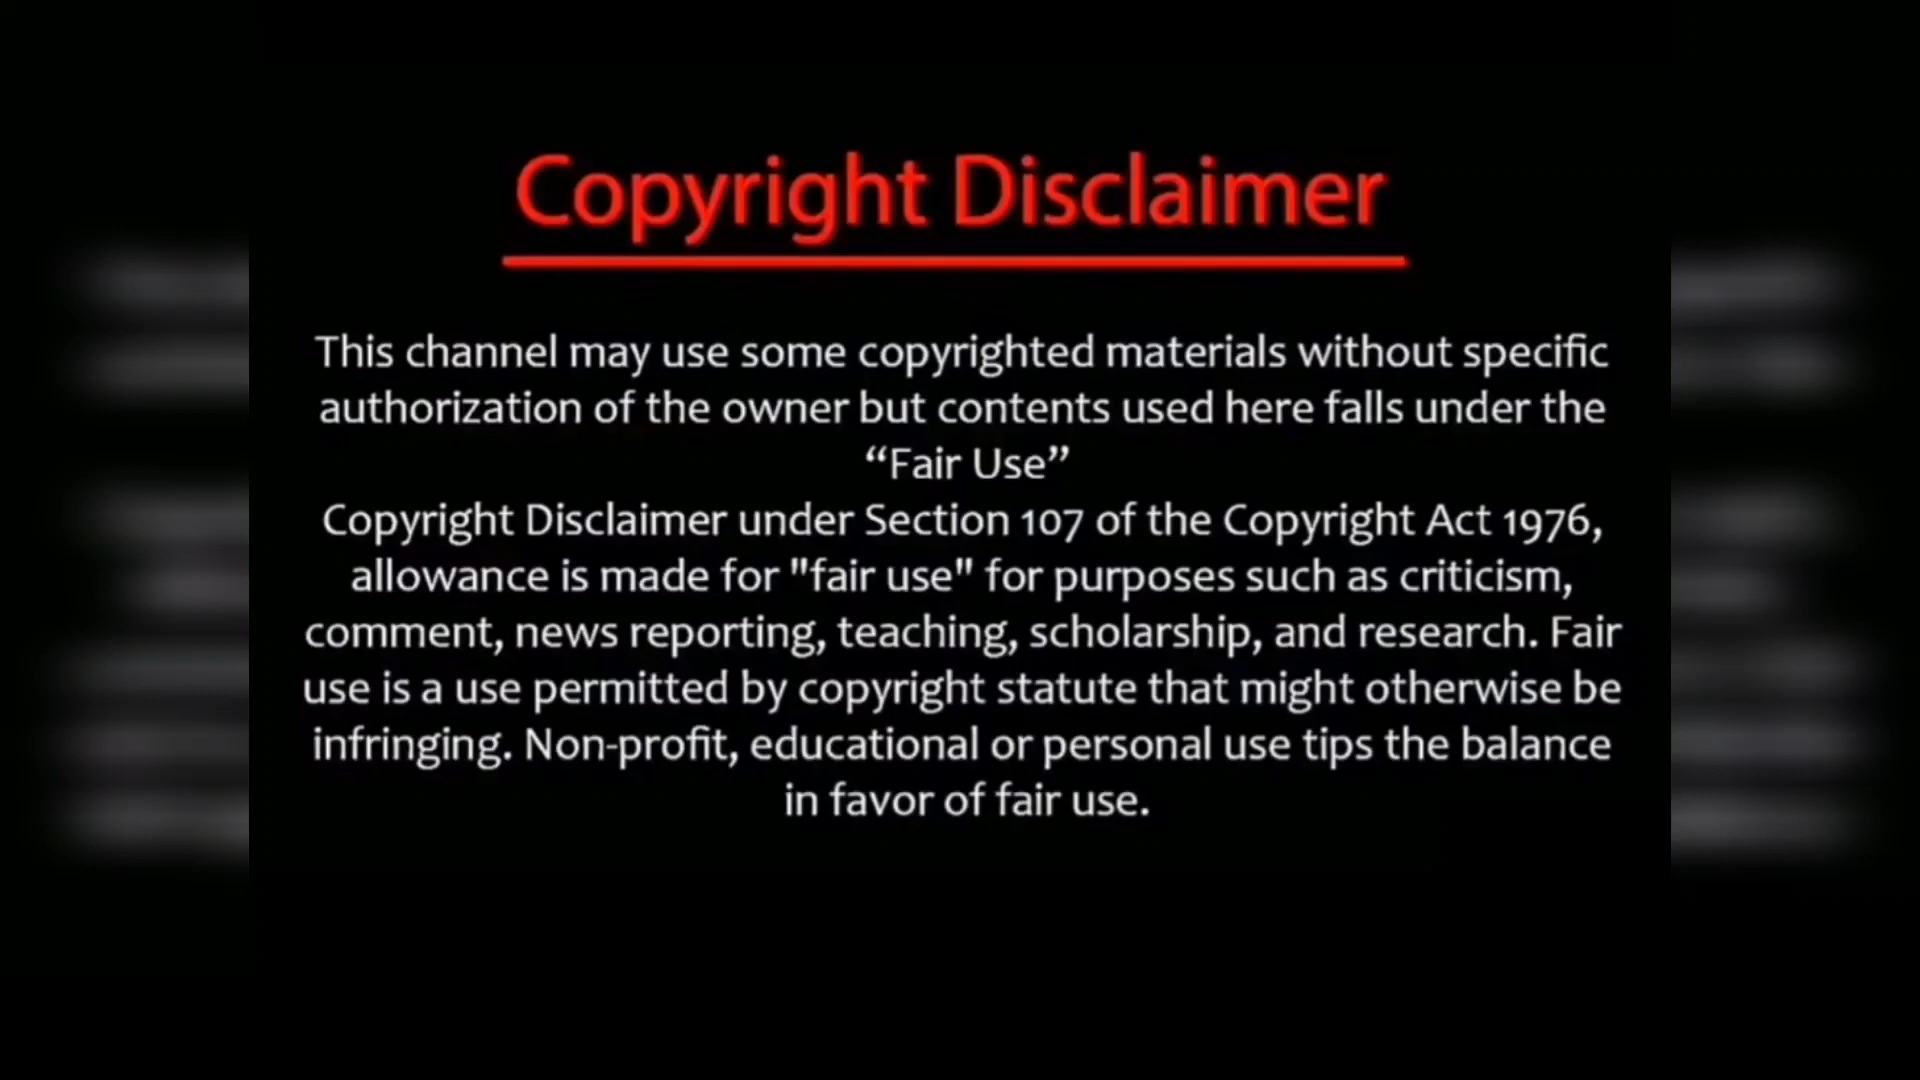 Copyright Disclaimer
This channel may use some copyrighted materials without specific
authorization of the owner but contents used here falls under the
“Fair Use”
Copyright Disclaimer under Section 107 of the Copyright Act 1976,
allowance is made for "fair use" for purposes such as criticism,
comment, news reporting, teaching, scholarship, and research. Fair
use is a use permitted by copyright statute that might otherwise be
infringing. Non-profit, educational or personal use tips the balance
in favor of fair use.